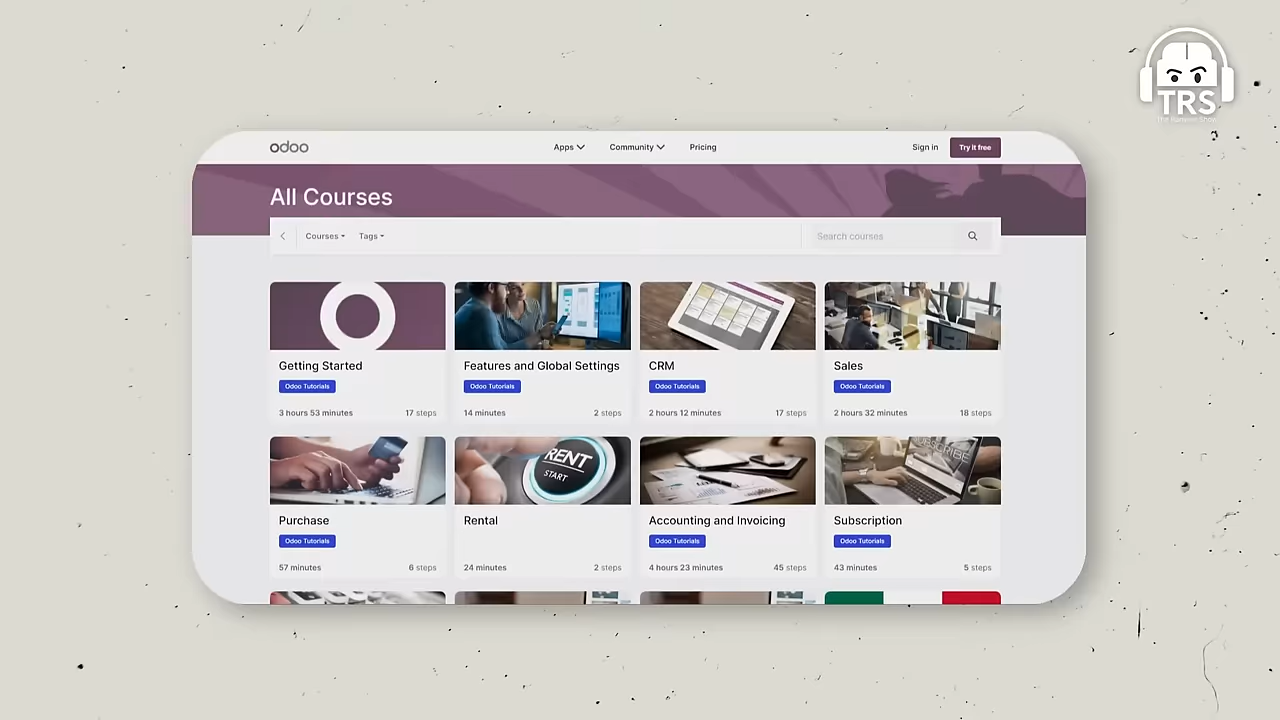 TRS
The Ranveer Show
odoo
Apps
Community
Pricing
Sign in
Try it free
All Courses
Courses
Tags
Search courses
Getting Started
Odoo Tutorials
3 hours 53 minutes
17 steps
Features and Global Settings
Odoo Tutorials
14 minutes
2 steps
CRM
Odoo Tutorials
2 hours 12 minutes
17 steps
Sales
Odoo Tutorials
2 hours 32 minutes
18 steps
RENT
START
SUBSCRIBE
Purchase
Odoo Tutorials
57 minutes
6 steps
Rental
24 minutes
2 steps
Accounting and Invoicing
Odoo Tutorials
4 hours 23 minutes
45 steps
Subscription
Odoo Tutorials
43 minutes
5 steps